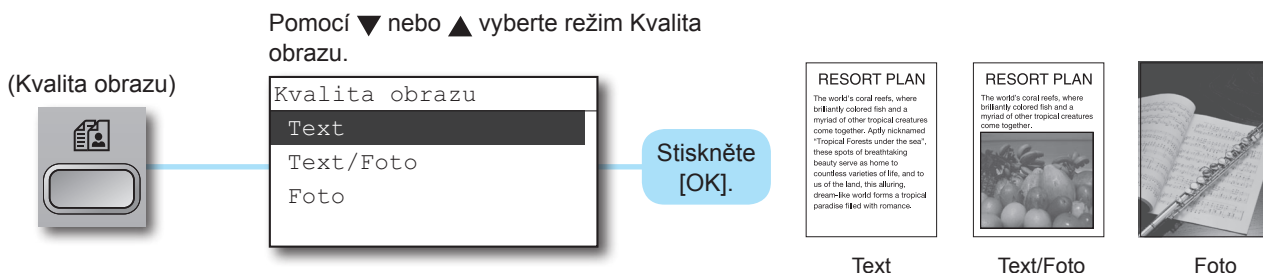 Pomocí ▼ nebo ▲ vyberte režim Kvalita
obrazu.
(Kvalita obrazu)
Kvalita obrazu
Text
Text/Foto
Foto
Stiskněte
[OK].
RESORT PLAN
The world's coral reefs, where
brilliantly colored fish and a
myriad of other tropical creatures
come together. Aptly nicknamed
"Tropical Forests under the sea",
these spots of breathtaking
beauty serve as home to
countless varieties of life, and to
us of the land, this alluring,
dream-like world forms a tropical
paradise filled with romance.
Text
RESORT PLAN
The world's coral reefs, where
brilliantly colored fish and a
myriad of other tropical creatures
come together.
Text/Foto
Foto